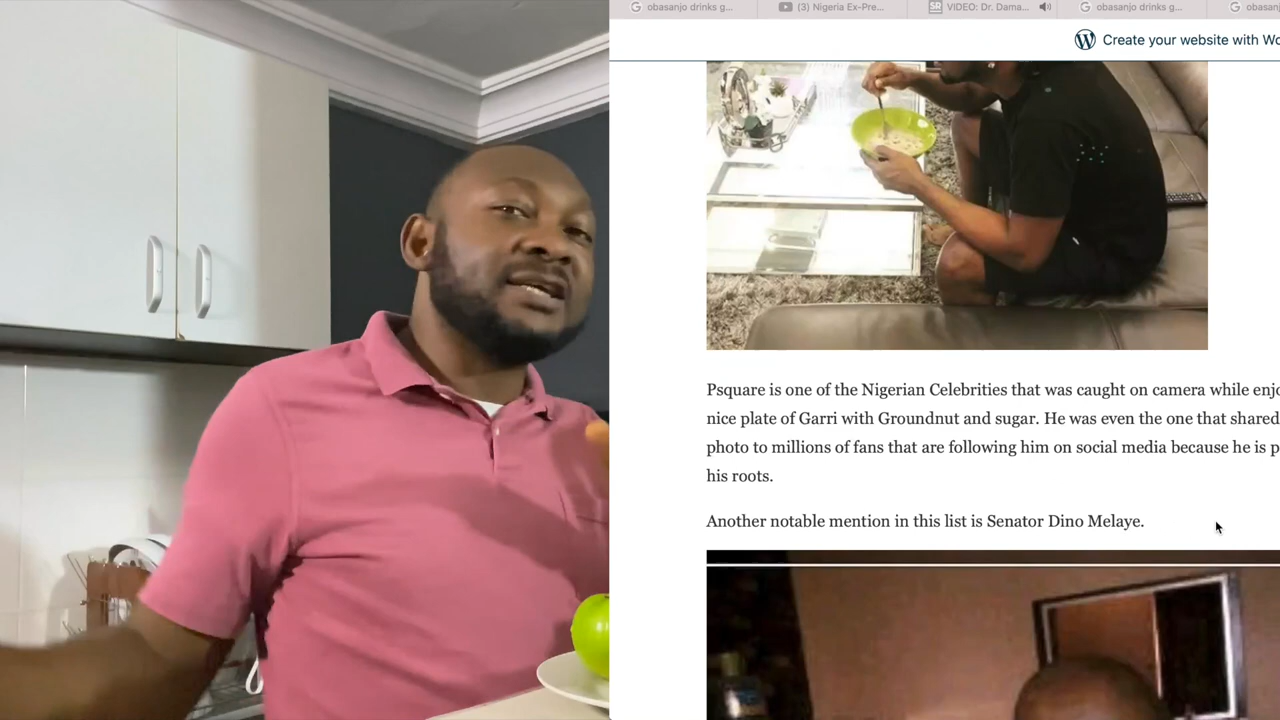 obasanjo drinks g...
(3) Nigeria Ex-Pre...
SR VIDEO: Dr. Dama...
obasanjo drinks g...
obasan
Create your website with Wo
Psquare is one of the Nigerian Celebrities that was caught on camera while enjo
nice plate of Garri with Groundnut and sugar. He was even the one that shared
photo to millions of fans that are following him on social media because he is p
his roots.
Another notable mention in this list is Senator Dino Melaye.